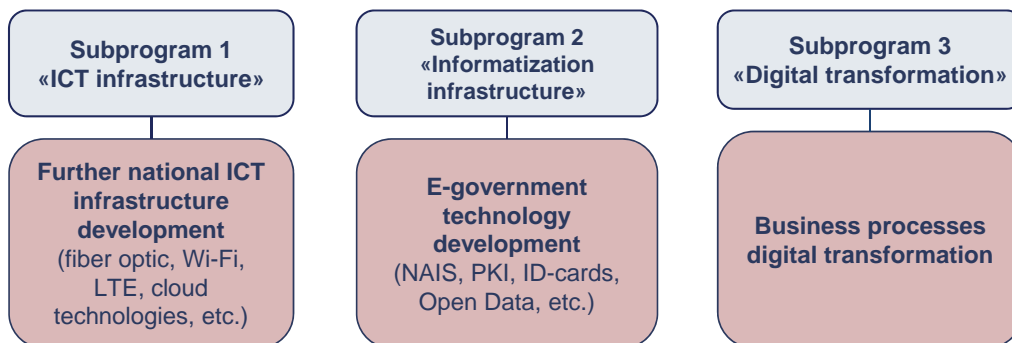 Subprogram 1
«ICT infrastructure»
Further national ICT
infrastructure
development
(fiber optic, Wi-Fi,
LTE, cloud
technologies, etc.)
Subprogram 2
«Informatization
infrastructure»
E-government
technology
development
(NAIS, PKI, ID-cards,
Open Data, etc.)
Subprogram 3
«Digital transformation»
Business processes
digital transformation